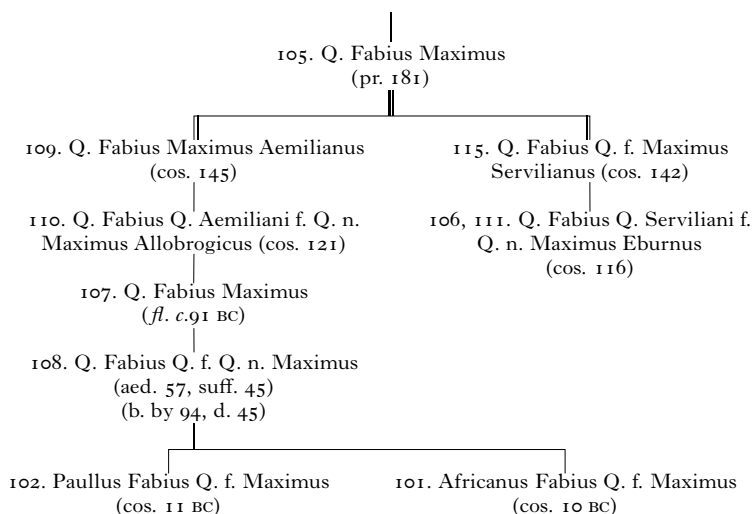 105. Q. Fabius Maximus
(pr. 181)
109. Q. Fabius Maximus Aemilianus
(cos. 145)
115. Q. Fabius Q. f. Maximus
Servilianus (cos. 142)
110. Q. Fabius Q. Aemiliani f. Q. n.
Maximus Allobrogicus (cos. 121)
106, 111. Q. Fabius Q. Serviliani f.
Q. n. Maximus Eburnus
(cos. 116)
107. Q. Fabius Maximus
(fl. c.91 BC)
108. Q. Fabius Q. f. Q. n. Maximus
(aed. 57, suff. 45)
(b. by 94, d. 45)
102. Paullus Fabius Q. f. Maximus
(cos. 11 BC)
101. Africanus Fabius Q. f. Maximus
(cos. 10 BC)